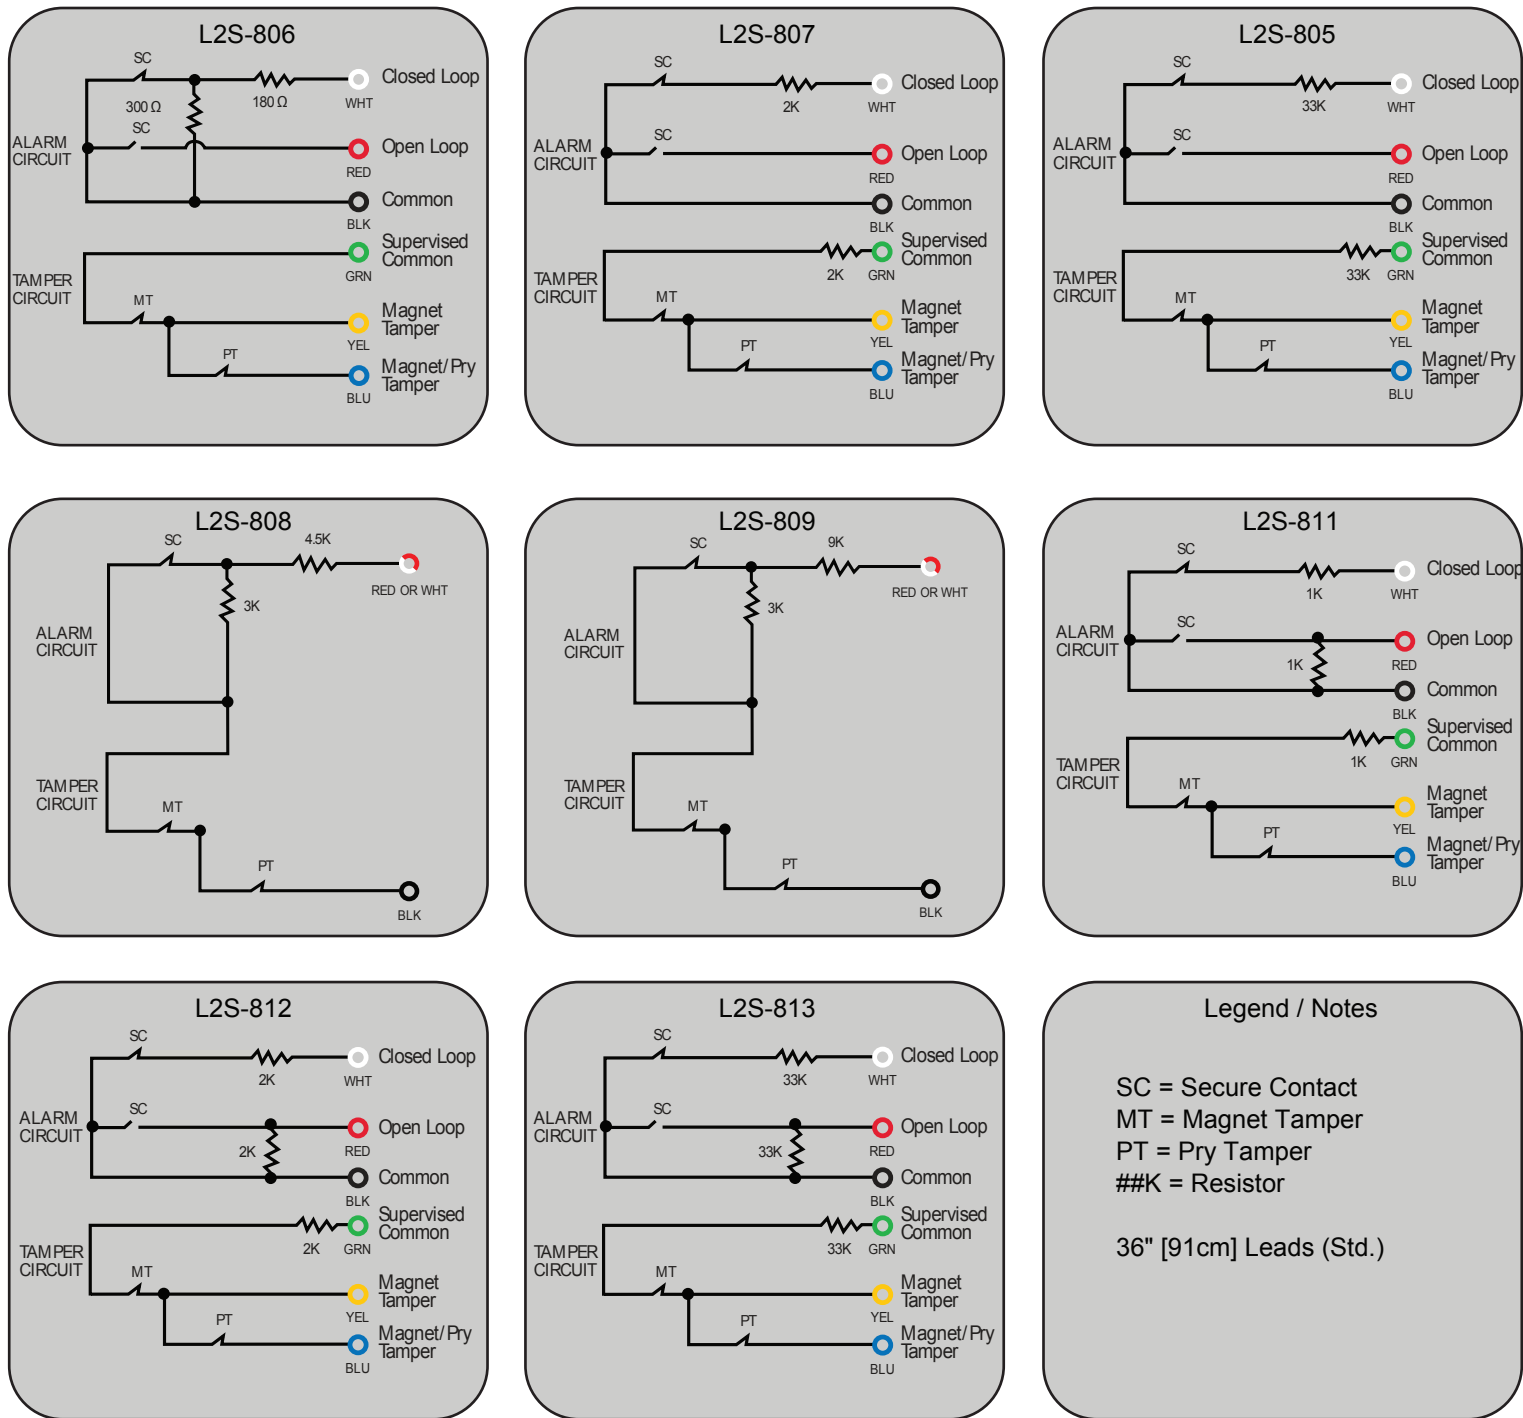 L2S-806
SC
Closed Loop
300 Ω
180 Ω
WHT
SC
ALARM
CIRCUIT
Open Loop
RED
Common
BLK
Supervised
Common
GRN
TAMPER
CIRCUIT
MT
Magnet
Tamper
YEL
PT
Magnet/Pry
Tamper
BLU
L2S-807
SC
Closed Loop
2K
WHT
SC
ALARM
CIRCUIT
Open Loop
RED
Common
BLK
Supervised
Common
2K
GRN
TAMPER
CIRCUIT
MT
Magnet
Tamper
YEL
PT
Magnet/Pry
Tamper
BLU
L2S-805
SC
Closed Loop
33K
WHT
SC
ALARM
CIRCUIT
Open Loop
RED
Common
BLK
Supervised
Common
33K
GRN
TAMPER
CIRCUIT
MT
Magnet
Tamper
YEL
PT
Magnet/Pry
Tamper
BLU
L2S-808
SC
4.5K
RED OR WHT
3K
ALARM
CIRCUIT
TAMPER
CIRCUIT
MT
PT
BLK
L2S-809
SC
9K
RED OR WHT
3K
ALARM
CIRCUIT
TAMPER
CIRCUIT
MT
PT
BLK
L2S-811
SC
Closed Loop
1K
WHT
SC
ALARM
CIRCUIT
Open Loop
1K
RED
Common
BLK
Supervised
Common
1K
GRN
TAMPER
CIRCUIT
MT
Magnet
Tamper
YEL
PT
Magnet/Pry
Tamper
BLU
L2S-812
SC
Closed Loop
2K
WHT
SC
ALARM
CIRCUIT
Open Loop
2K
RED
Common
BLK
Supervised
Common
2K
GRN
TAMPER
CIRCUIT
MT
Magnet
Tamper
YEL
PT
Magnet/Pry
Tamper
BLU
L2S-813
SC
Closed Loop
33K
WHT
SC
ALARM
CIRCUIT
Open Loop
33K
RED
Common
BLK
Supervised
Common
33K
GRN
TAMPER
CIRCUIT
MT
Magnet
Tamper
YEL
PT
Magnet/Pry
Tamper
BLU
Legend / Notes
SC = Secure Contact
MT = Magnet Tamper
PT = Pry Tamper
##K = Resistor
36" [91cm] Leads (Std.)